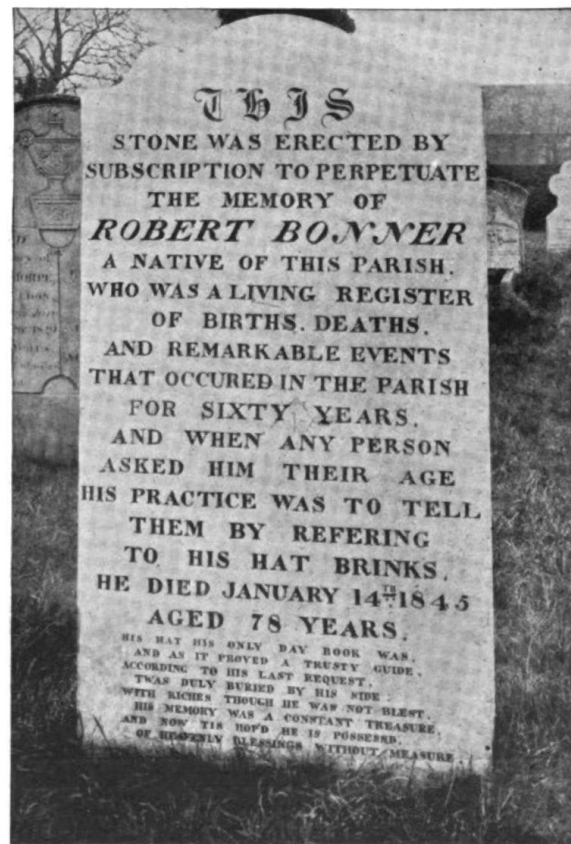 THIS
STONE WAS ERECTED BY
SUBSCRIPTION TO PERPETUATE
THE MEMORY OF
ROBERT BONNER
A NATIVE OF THIS PARISH.
WHO WAS A LIVING REGISTER
OF BIRTHS. DEATHS.
AND REMARKABLE EVENTS
THAT OCCURED IN THE PARISH
FOR SIXTY YEARS.
AND WHEN ANY PERSON
ASKED HIM THEIR AGE
HIS PRACTICE WAS TO TELL
THEM BY REFERING
TO HIS HAT BRINKS.
HE DIED JANUARY 14TH 1845
AGED 78 YEARS.
HIS HAT HIS ONLY DAY BOOK WAS.
AND AS IT PROVED A TRUSTY GUIDE.
ACCORDING TO HIS LAST REQUEST.
TWAS DULY BURIED BY HIS SIDE:
WITH RICHES THOUGH HE WAS NOT BLEST.
HIS MEMORY WAS A CONSTANT TREASURE.
AND NOW TIS HOP'D HE IS POSSESSD.
OF HEAVENLY BLESSINGS WITHOUT MEASURE.